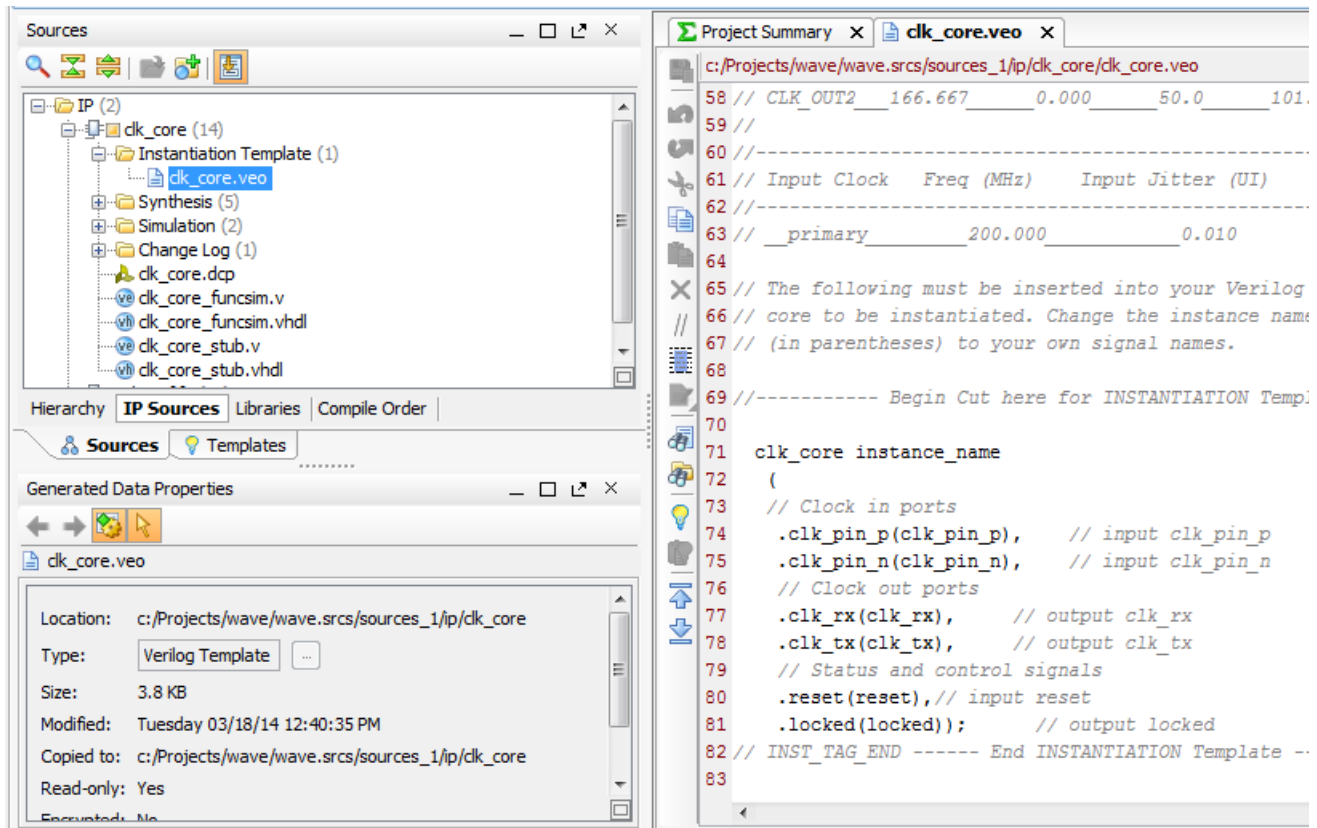 Sources
IP (2)
clk_core (14)
Instantiation Template (1)
clk_core.veo
Synthesis (5)
Simulation (2)
Change Log (1)
clk_core.dcp
clk_core_funcsim.v
clk_core_funcsim.vhdl
clk_core_stub.v
clk_core_stub.vhdl
Hierarchy IP Sources Libraries Compile Order
Sources Templates
Generated Data Properties
clk_core.veo
Location: c:/Projects/wave/wave.srcs/sources_1/ip/clk_core
Type: Verilog Template ...
Size: 3.8 KB
Modified: Tuesday 03/18/14 12:40:35 PM
Copied to: c:/Projects/wave/wave.srcs/sources_1/ip/clk_core
Read-only: Yes
Encrypted: No
Project Summary clk_core.veo
c:/Projects/wave/wave.srcs/sources_1/ip/clk_core/clk_core.veo
58 // CLK_OUT2___166.667______0.000______50.0______101.
59 //
60 //----------------------------------------------------
61 // Input Clock   Freq (MHz)    Input Jitter (UI)
62 //----------------------------------------------------
63 // __primary_________200.000____________0.010
64
65 // The following must be inserted into your Verilog
66 // core to be instantiated. Change the instance name
67 // (in parentheses) to your own signal names.
68
69 //----------- Begin Cut here for INSTANTIATION Templ
70
71   clk_core instance_name
72    (
73    // Clock in ports
74     .clk_pin_p(clk_pin_p),    // input clk_pin_p
75     .clk_pin_n(clk_pin_n),    // input clk_pin_n
76     // Clock out ports
77     .clk_rx(clk_rx),     // output clk_rx
78     .clk_tx(clk_tx),     // output clk_tx
79     // Status and control signals
80     .reset(reset),// input reset
81     .locked(locked));      // output locked
82 // INST_TAG_END ------ End INSTANTIATION Template --
83